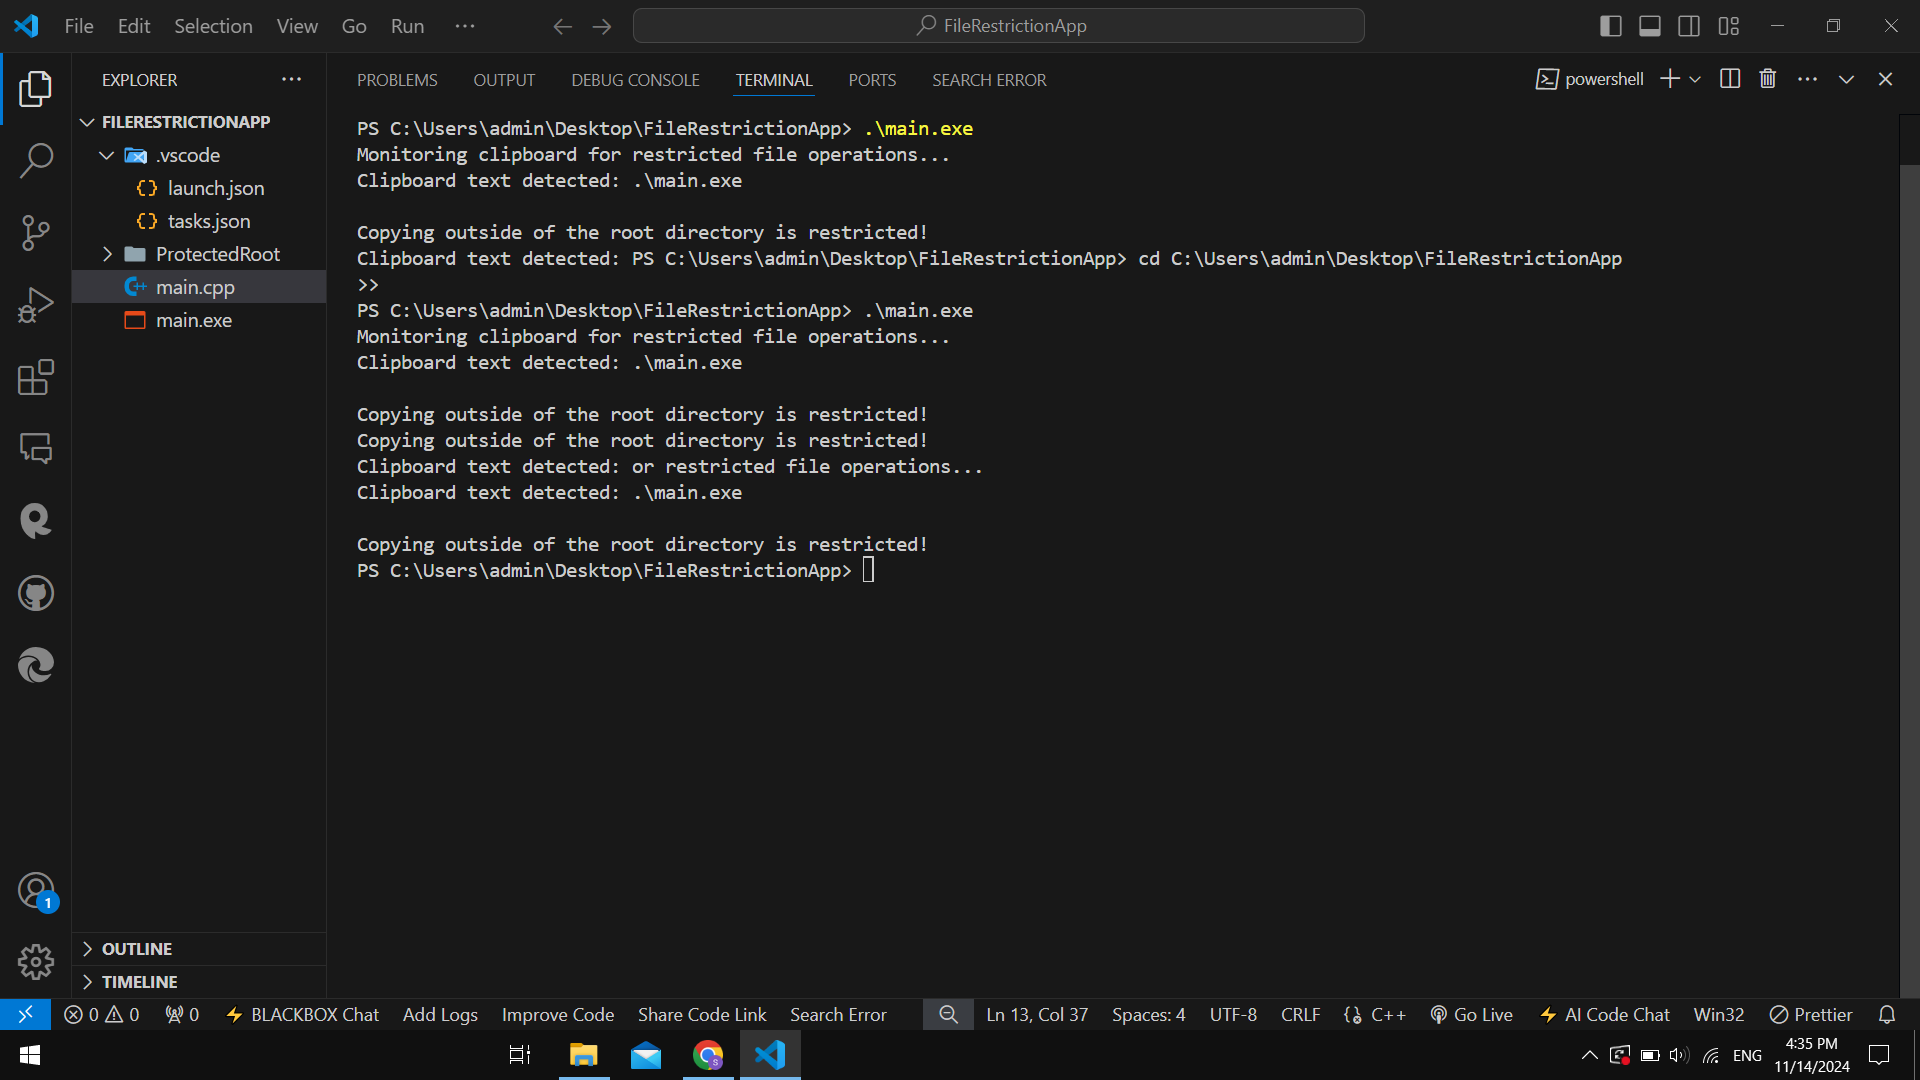 File Edit Selection View Go Run ··· FileRestrictionApp
EXPLORER ···
FILERESTRICTIONAPP
.vscode
launch.json
tasks.json
ProtectedRoot
main.cpp
main.exe
OUTLINE
TIMELINE
1
PROBLEMS OUTPUT DEBUG CONSOLE TERMINAL PORTS SEARCH ERROR powershell
PS C:\Users\admin\Desktop\FileRestrictionApp> .\main.exe
Monitoring clipboard for restricted file operations...
Clipboard text detected: .\main.exe
Copying outside of the root directory is restricted!
Clipboard text detected: PS C:\Users\admin\Desktop\FileRestrictionApp> cd C:\Users\admin\Desktop\FileRestrictionApp
>>
PS C:\Users\admin\Desktop\FileRestrictionApp> .\main.exe
Monitoring clipboard for restricted file operations...
Clipboard text detected: .\main.exe
Copying outside of the root directory is restricted!
Copying outside of the root directory is restricted!
Clipboard text detected: or restricted file operations...
Clipboard text detected: .\main.exe
Copying outside of the root directory is restricted!
PS C:\Users\admin\Desktop\FileRestrictionApp>
0 0 0 BLACKBOX Chat Add Logs Improve Code Share Code Link Search Error Ln 13, Col 37 Spaces: 4 UTF-8 CRLF C++ Go Live AI Code Chat Win32 Prettier
ENG
4:35 PM
11/14/2024